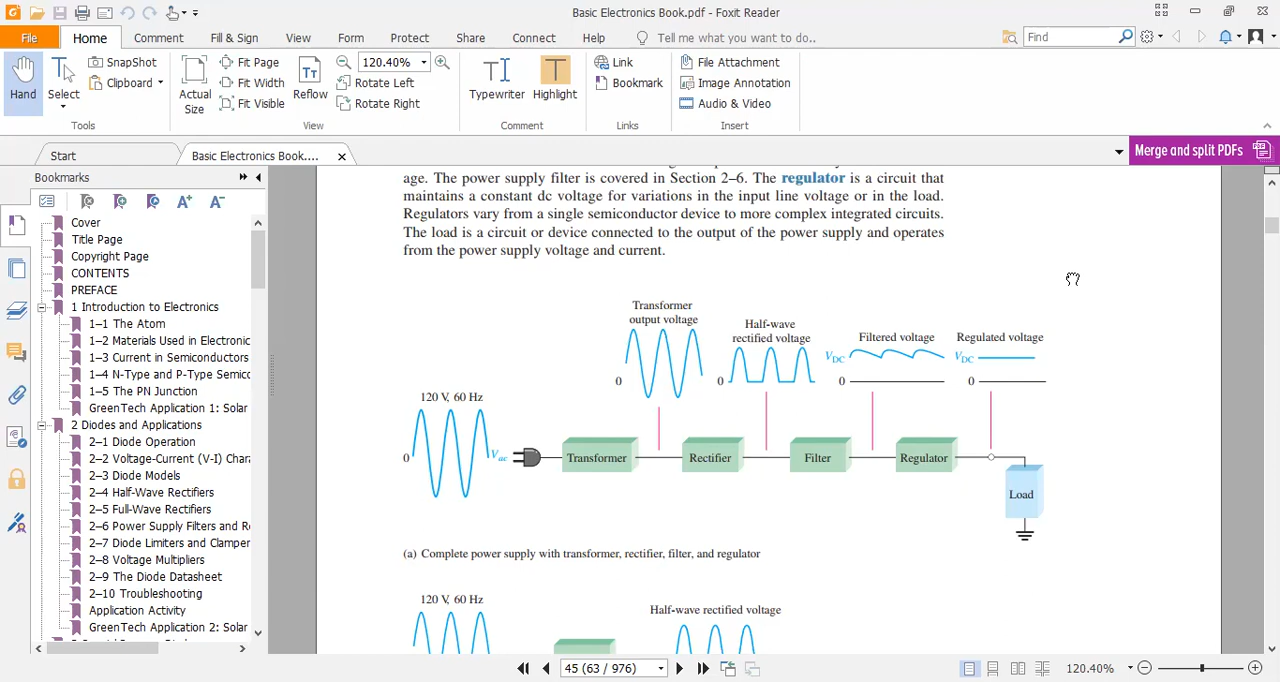 Basic Electronics Book.pdf - Foxit Reader
File Home Comment Fill & Sign View Form Protect Share Connect Help Tell me what you want to do.. Find
Hand
Select
SnapShot
Clipboard
Tools
Actual Size
Fit Page
Fit Width
Fit Visible
Reflow
120.40%
Rotate Left
Rotate Right
View
Typewriter
Highlight
Comment
Link
Bookmark
Links
File Attachment
Image Annotation
Audio & Video
Insert
Start
Basic Electronics Book....
Merge and split PDFs
Bookmarks
Cover
Title Page
Copyright Page
CONTENTS
PREFACE
1 Introduction to Electronics
1–1 The Atom
1–2 Materials Used in Electronic
1–3 Current in Semiconductors
1–4 N-Type and P-Type Semico
1–5 The PN Junction
GreenTech Application 1: Solar
2 Diodes and Applications
2–1 Diode Operation
2–2 Voltage-Current (V-I) Chara
2–3 Diode Models
2–4 Half-Wave Rectifiers
2–5 Full-Wave Rectifiers
2–6 Power Supply Filters and Re
2–7 Diode Limiters and Clamper
2–8 Voltage Multipliers
2–9 The Diode Datasheet
2–10 Troubleshooting
Application Activity
GreenTech Application 2: Solar
age. The power supply filter is covered in Section 2–6. The regulator is a circuit that
maintains a constant dc voltage for variations in the input line voltage or in the load.
Regulators vary from a single semiconductor device to more complex integrated circuits.
The load is a circuit or device connected to the output of the power supply and operates
from the power supply voltage and current.
Transformer
output voltage
0
Half-wave
rectified voltage
0
Filtered voltage
VDC
0
Regulated voltage
VDC
0
120 V, 60 Hz
0
Vac
Transformer
Rectifier
Filter
Regulator
Load
(a) Complete power supply with transformer, rectifier, filter, and regulator
120 V, 60 Hz
Half-wave rectified voltage
45 (63 / 976)
120.40%